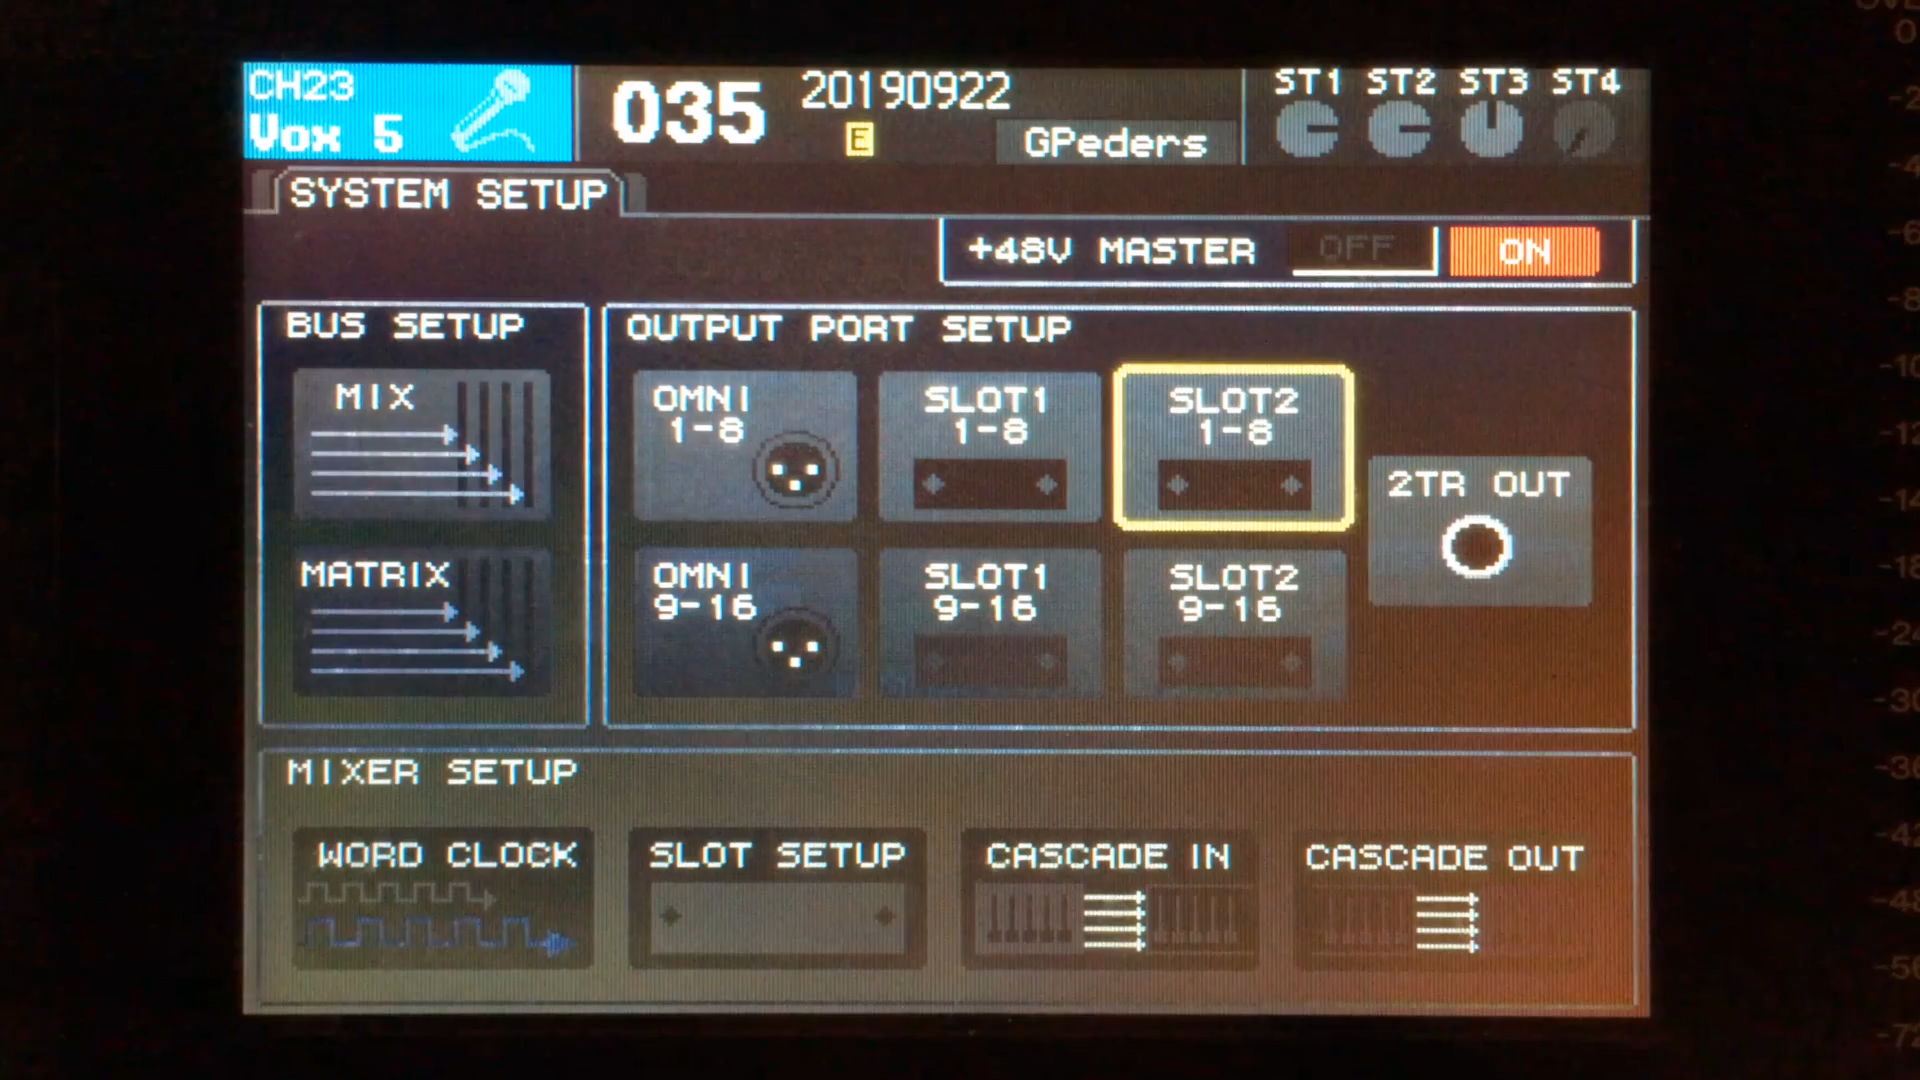 CH23
Vox 5
035
20190922
E
GPeders
ST1 ST2 ST3 ST4
SYSTEM SETUP
+48V MASTER OFF ON
BUS SETUP
MIX
MATRIX
OUTPUT PORT SETUP
OMNI
1-8
SLOT1
1-8
SLOT2
1-8
2TR OUT
OMNI
9-16
SLOT1
9-16
SLOT2
9-16
MIXER SETUP
WORD CLOCK
SLOT SETUP
CASCADE IN
CASCADE OUT